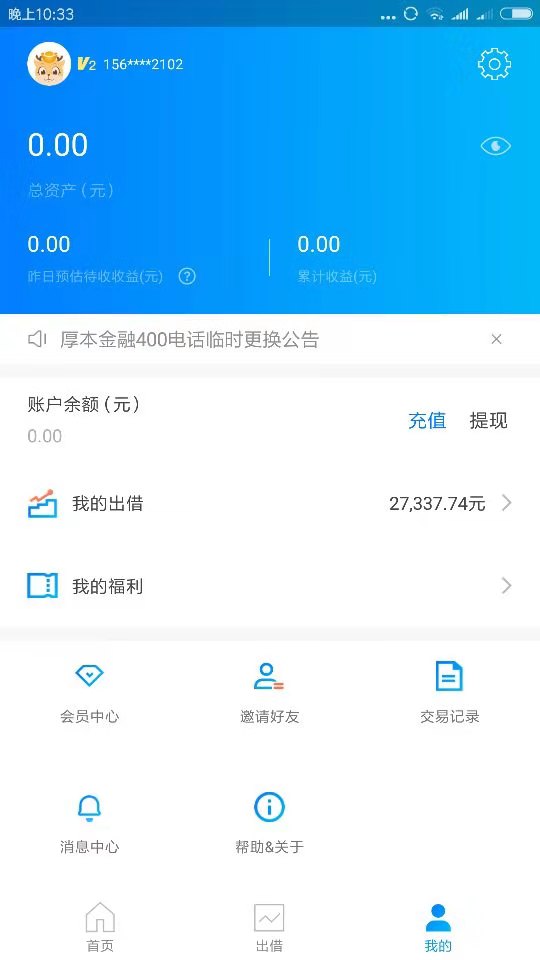 晚上10:33
V2 156****2102
0.00
总资产(元)
0.00 0.00
昨日预估待收收益(元) ? 累计收益(元)
厚本金融400电话临时更换公告 ×
账户余额(元)
0.00 充值 提现
我的出借 27,337.74元
我的福利
会员中心 邀请好友 交易记录
消息中心 帮助&关于
首页 出借 我的